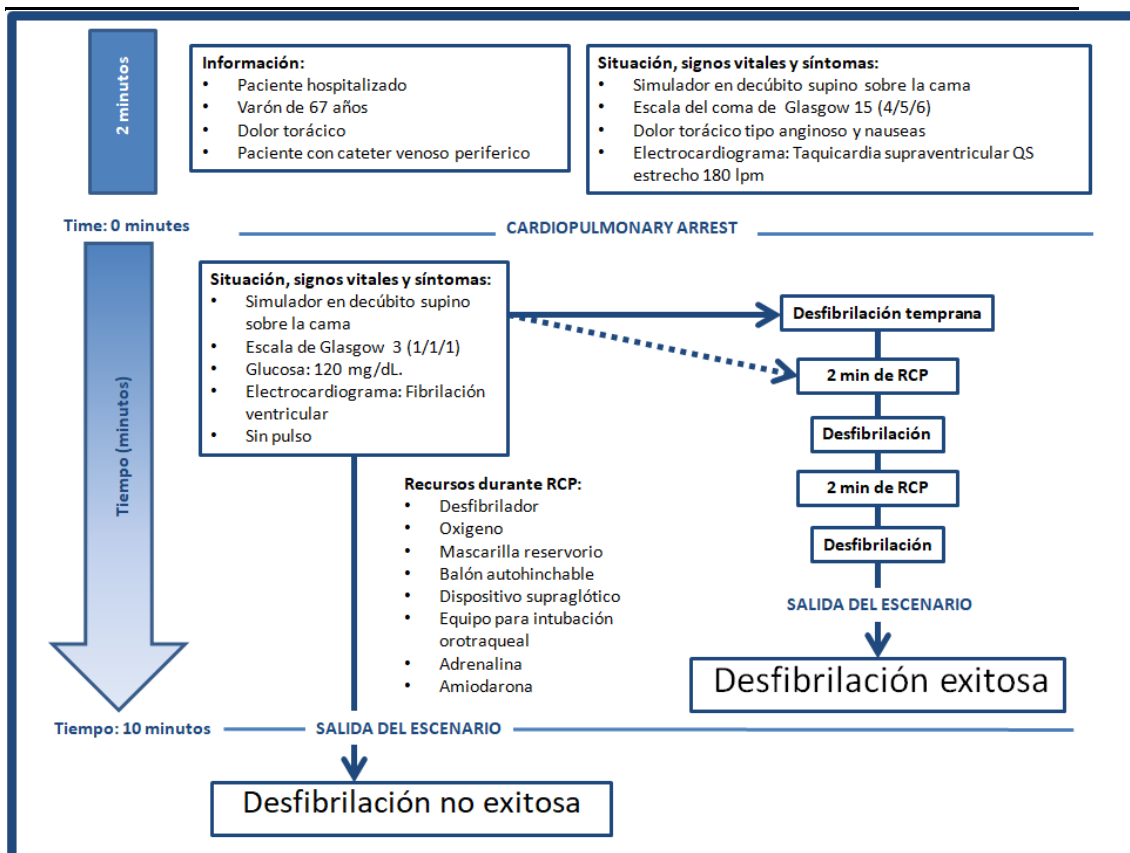 2 minutos
Información:
• Paciente hospitalizado
• Varón de 67 años
• Dolor torácico
• Paciente con cateter venoso periferico
Situación, signos vitales y síntomas:
• Simulador en decúbito supino sobre la cama
• Escala del coma de Glasgow 15 (4/5/6)
• Dolor torácico tipo anginoso y nauseas
• Electrocardiograma: Taquicardia supraventricular QS
estrecho 180 lpm
Time: 0 minutes
CARDIOPULMONARY ARREST
Tiempo (minutos)
Situación, signos vitales y síntomas:
• Simulador en decúbito supino
sobre la cama
• Escala de Glasgow 3 (1/1/1)
• Glucosa: 120 mg/dL.
• Electrocardiograma: Fibrilación
ventricular
• Sin pulso
Desfibrilación temprana
2 min de RCP
Desfibrilación
2 min de RCP
Desfibrilación
Recursos durante RCP:
• Desfibrilador
• Oxigeno
• Mascarilla reservorio
• Balón autohinchable
• Dispositivo supraglótico
• Equipo para intubación
orotraqueal
• Adrenalina
• Amiodarona
SALIDA DEL ESCENARIO
Desfibrilación exitosa
Tiempo: 10 minutos
SALIDA DEL ESCENARIO
Desfibrilación no exitosa